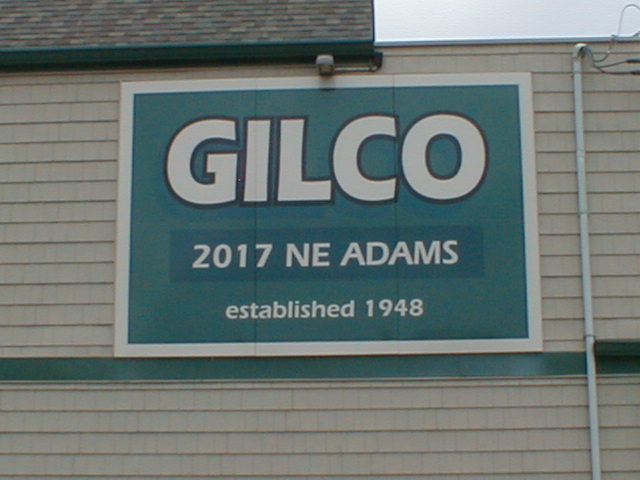 GILCO
2017 NE ADAMS
established 1948